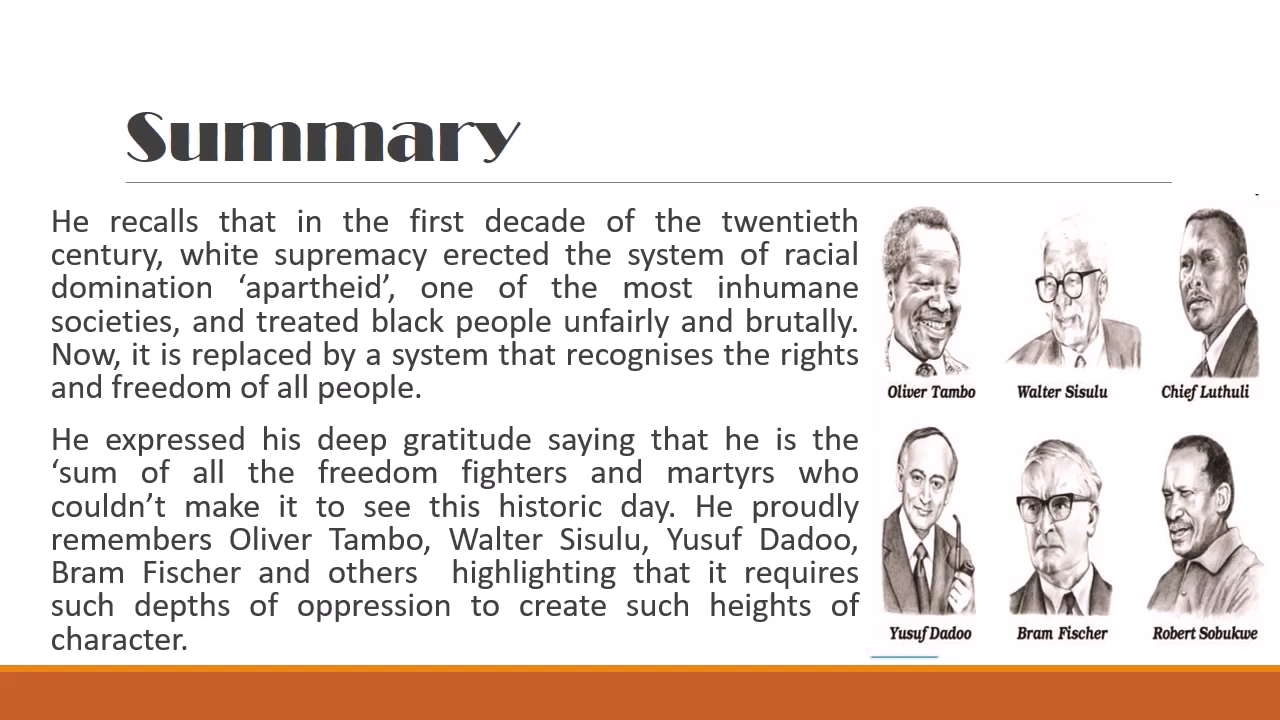 Summary
He recalls that in the first decade of the twentieth
century, white supremacy erected the system of racial
domination ‘apartheid’, one of the most inhumane
societies, and treated black people unfairly and brutally.
Now, it is replaced by a system that recognises the rights
and freedom of all people.
He expressed his deep gratitude saying that he is the
‘sum of all the freedom fighters and martyrs who
couldn’t make it to see this historic day. He proudly
remembers Oliver Tambo, Walter Sisulu, Yusuf Dadoo,
Bram Fischer and others  highlighting that it requires
such depths of oppression to create such heights of
character.
Oliver Tambo
Walter Sisulu
Chief Luthuli
Yusuf Dadoo
Bram Fischer
Robert Sobukwe